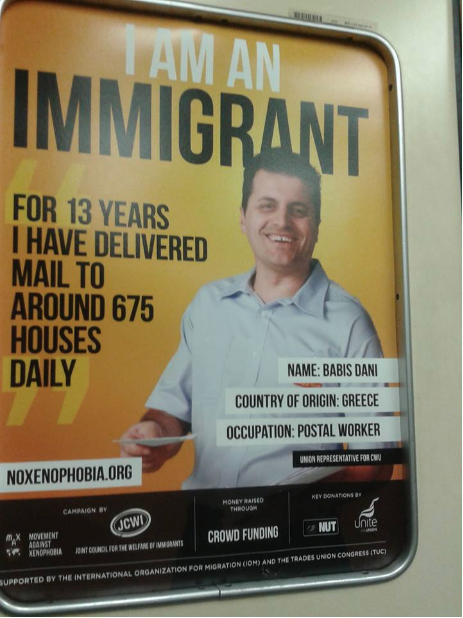 I AM AN
IMMIGRANT
FOR 13 YEARS
I HAVE DELIVERED
MAIL TO
AROUND 675
HOUSES
DAILY
NAME: BABIS DANI
COUNTRY OF ORIGIN: GREECE
OCCUPATION: POSTAL WORKER
UNION REPRESENTATIVE FOR CWU
NOXENOPHOBIA.ORG
CAMPAIGN BY
MOVEMENT
AGAINST
XENOPHOBIA
JCWI
JOINT COUNCIL FOR THE WELFARE OF IMMIGRANTS
MONEY RAISED
THROUGH
CROWD FUNDING
KEY DONATIONS BY
NUT
unite
SUPPORTED BY THE INTERNATIONAL ORGANIZATION FOR MIGRATION (IOM) AND THE TRADES UNION CONGRESS (TUC)